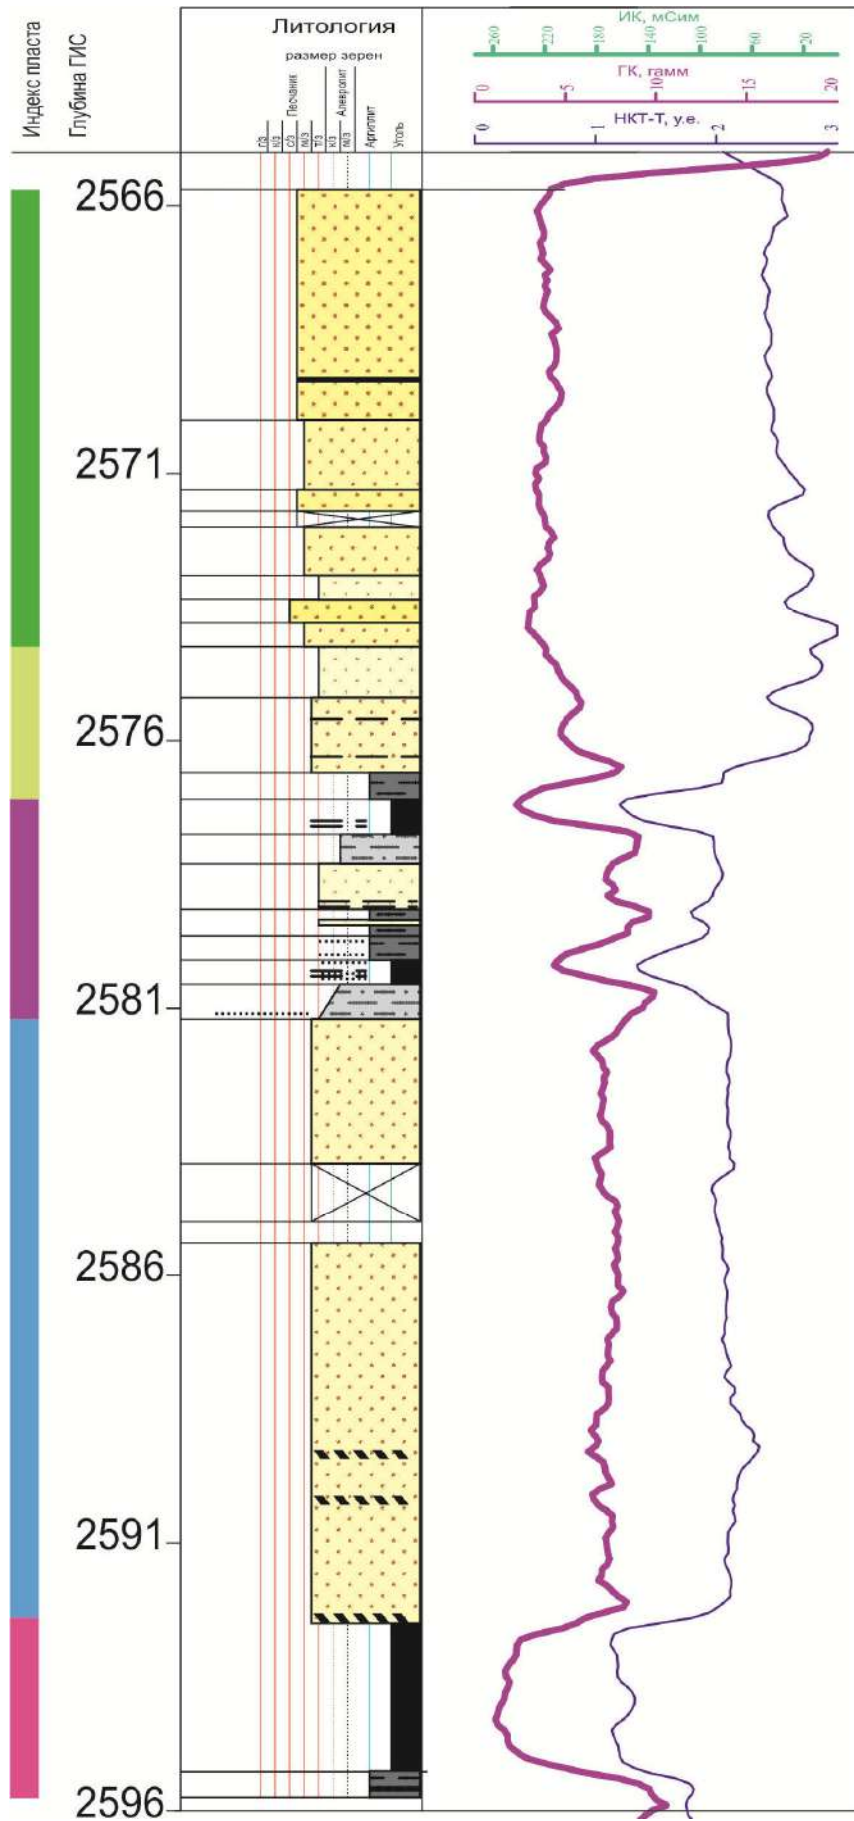 Индекс пласта
Глубина ГИС
Литология
размер зерен
Песчаник
Алевролит
г/з
к/з
с/з
м/з
т/з
к/з
м/з
Аргиллит
Уголь
ИК, мСим
260
220
180
140
100
60
20
ГК, гамм
0
5
10
15
20
НКТ-Т, у.е.
0
1
2
3
2566
2571
2576
2581
2586
2591
2596